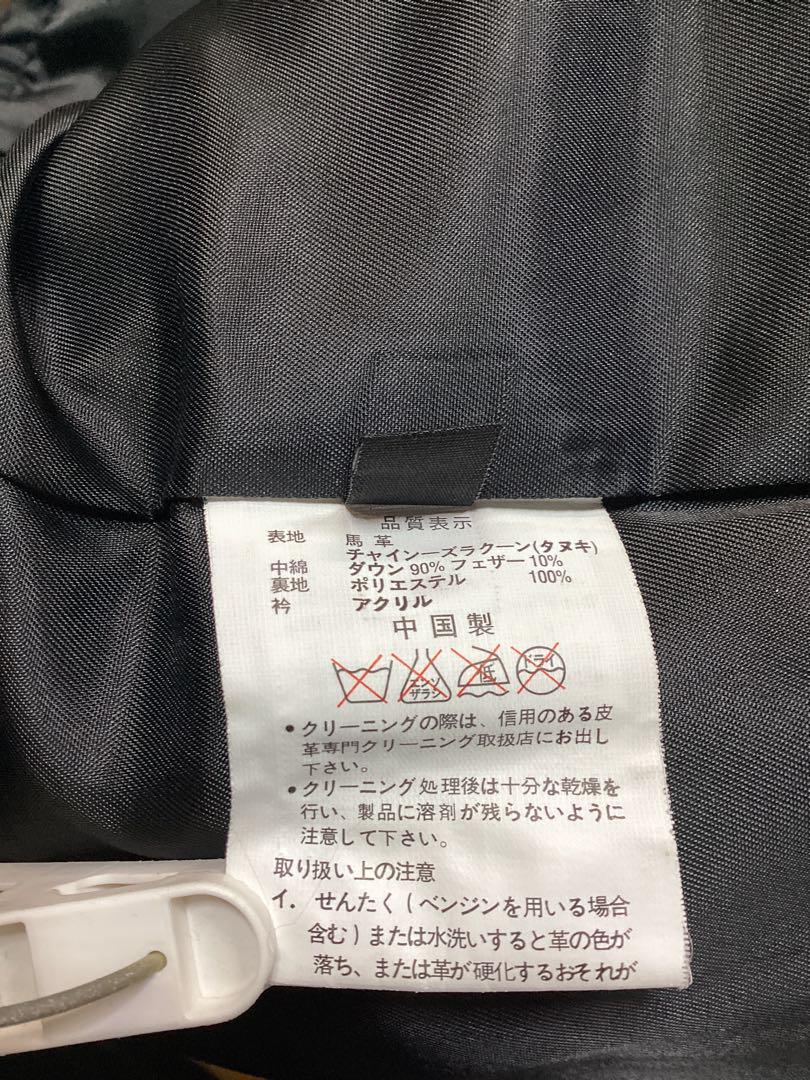 品質表示
表地 馬革
チャイニーズラクーン(タヌキ)
中綿 ダウン 90% フェザー 10%
裏地 ポリエステル 100%
衿 アクリル
中国製
エンソサラシ 低 ドライ
・クリーニングの際は、信用のある皮
革専門クリーニング取扱店にお出し
下さい。
・クリーニング処理後は十分な乾燥を
行い、製品に溶剤が残らないように
注意して下さい。
取り扱い上の注意
イ. せんたく(ベンジンを用いる場合
含む)または水洗いすると革の色が
落ち、または革が硬化するおそれが